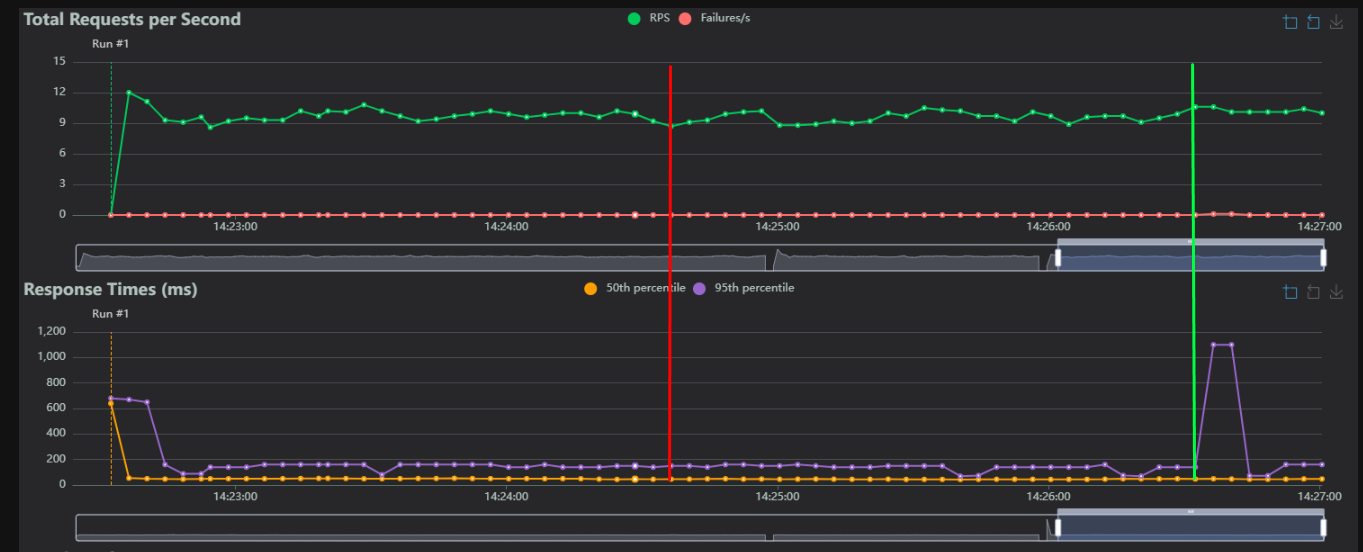 Total Requests per Second
RPS Failures/s
Run #1
15
12
9
6
3
0
14:23:00 14:24:00 14:25:00 14:26:00 14:27:00
Response Times (ms)
50th percentile 95th percentile
Run #1
1,200
1,000
800
600
400
200
0
14:23:00 14:24:00 14:25:00 14:26:00 14:27:00